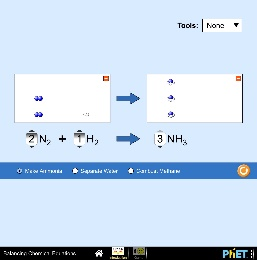 Tools: None
2 N2 + 1 H2 3 NH3
Make Ammonia Separate Water Combust Methane
Balancing Chemical Equations PhET